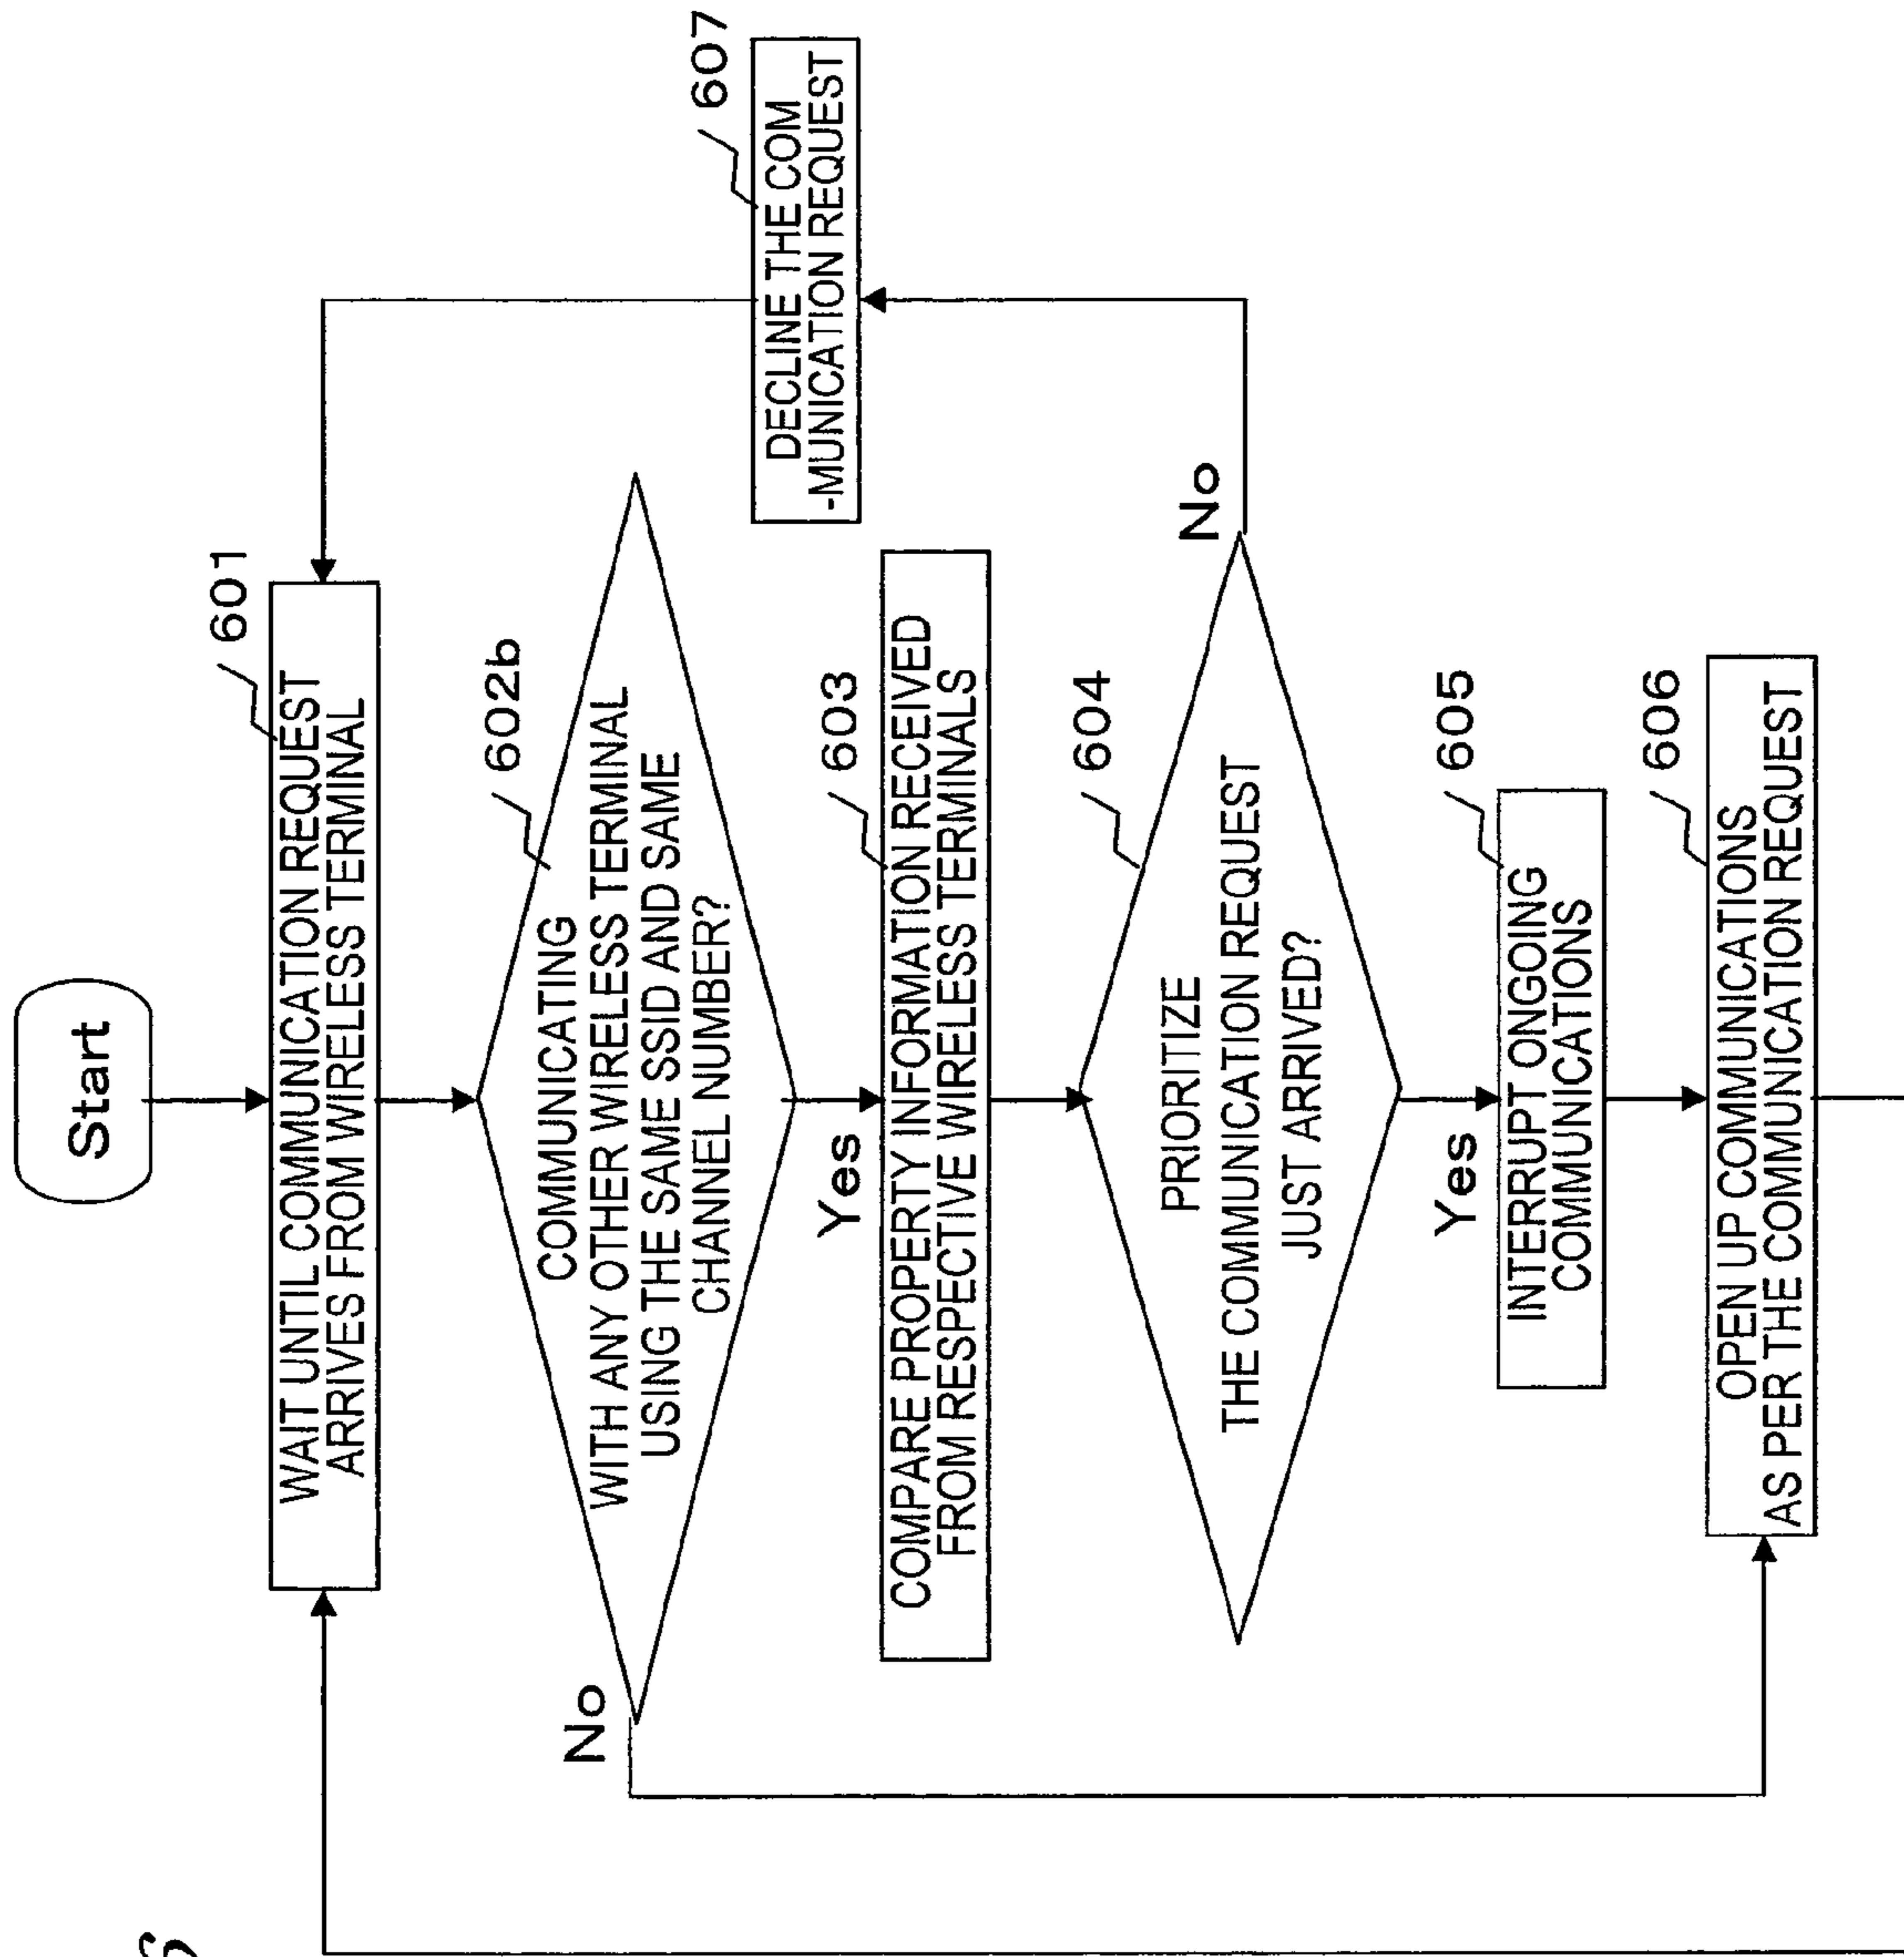 Start
601
WAIT UNTIL COMMUNICATION REQUEST
ARRIVES FROM WIRELESS TERMINAL
602b
COMMUNICATING
WITH ANY OTHER WIRELESS TERMINAL
USING THE SAME SSID AND SAME
CHANNEL NUMBER?
No
Yes
603
COMPARE PROPERTY INFORMATION RECEIVED
FROM RESPECTIVE WIRELESS TERMINALS
604
PRIORITIZE
THE COMMUNICATION REQUEST
JUST ARRIVED?
No
Yes
607
DECLINE THE COM
-MUNICATION REQUEST
605
INTERRUPT ONGOING
COMMUNICATIONS
606
OPEN UP COMMUNICATIONS
AS PER THE COMMUNICATION REQUEST